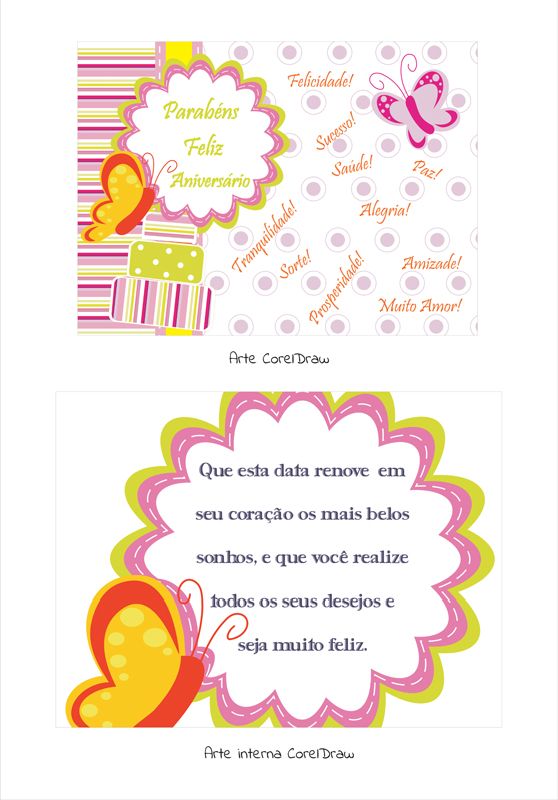 Parabéns
Feliz
Aniversário
Felicidade!
Sucesso!
Saúde!
Paz!
Alegria!
Tranquilidade!
Sorte!
Prosperidade!
Amizade!
Muito Amor!
Arte CorelDraw
Que esta data renove em
seu coração os mais belos
sonhos, e que você realize
todos os seus desejos e
seja muito feliz.
Arte interna CorelDraw